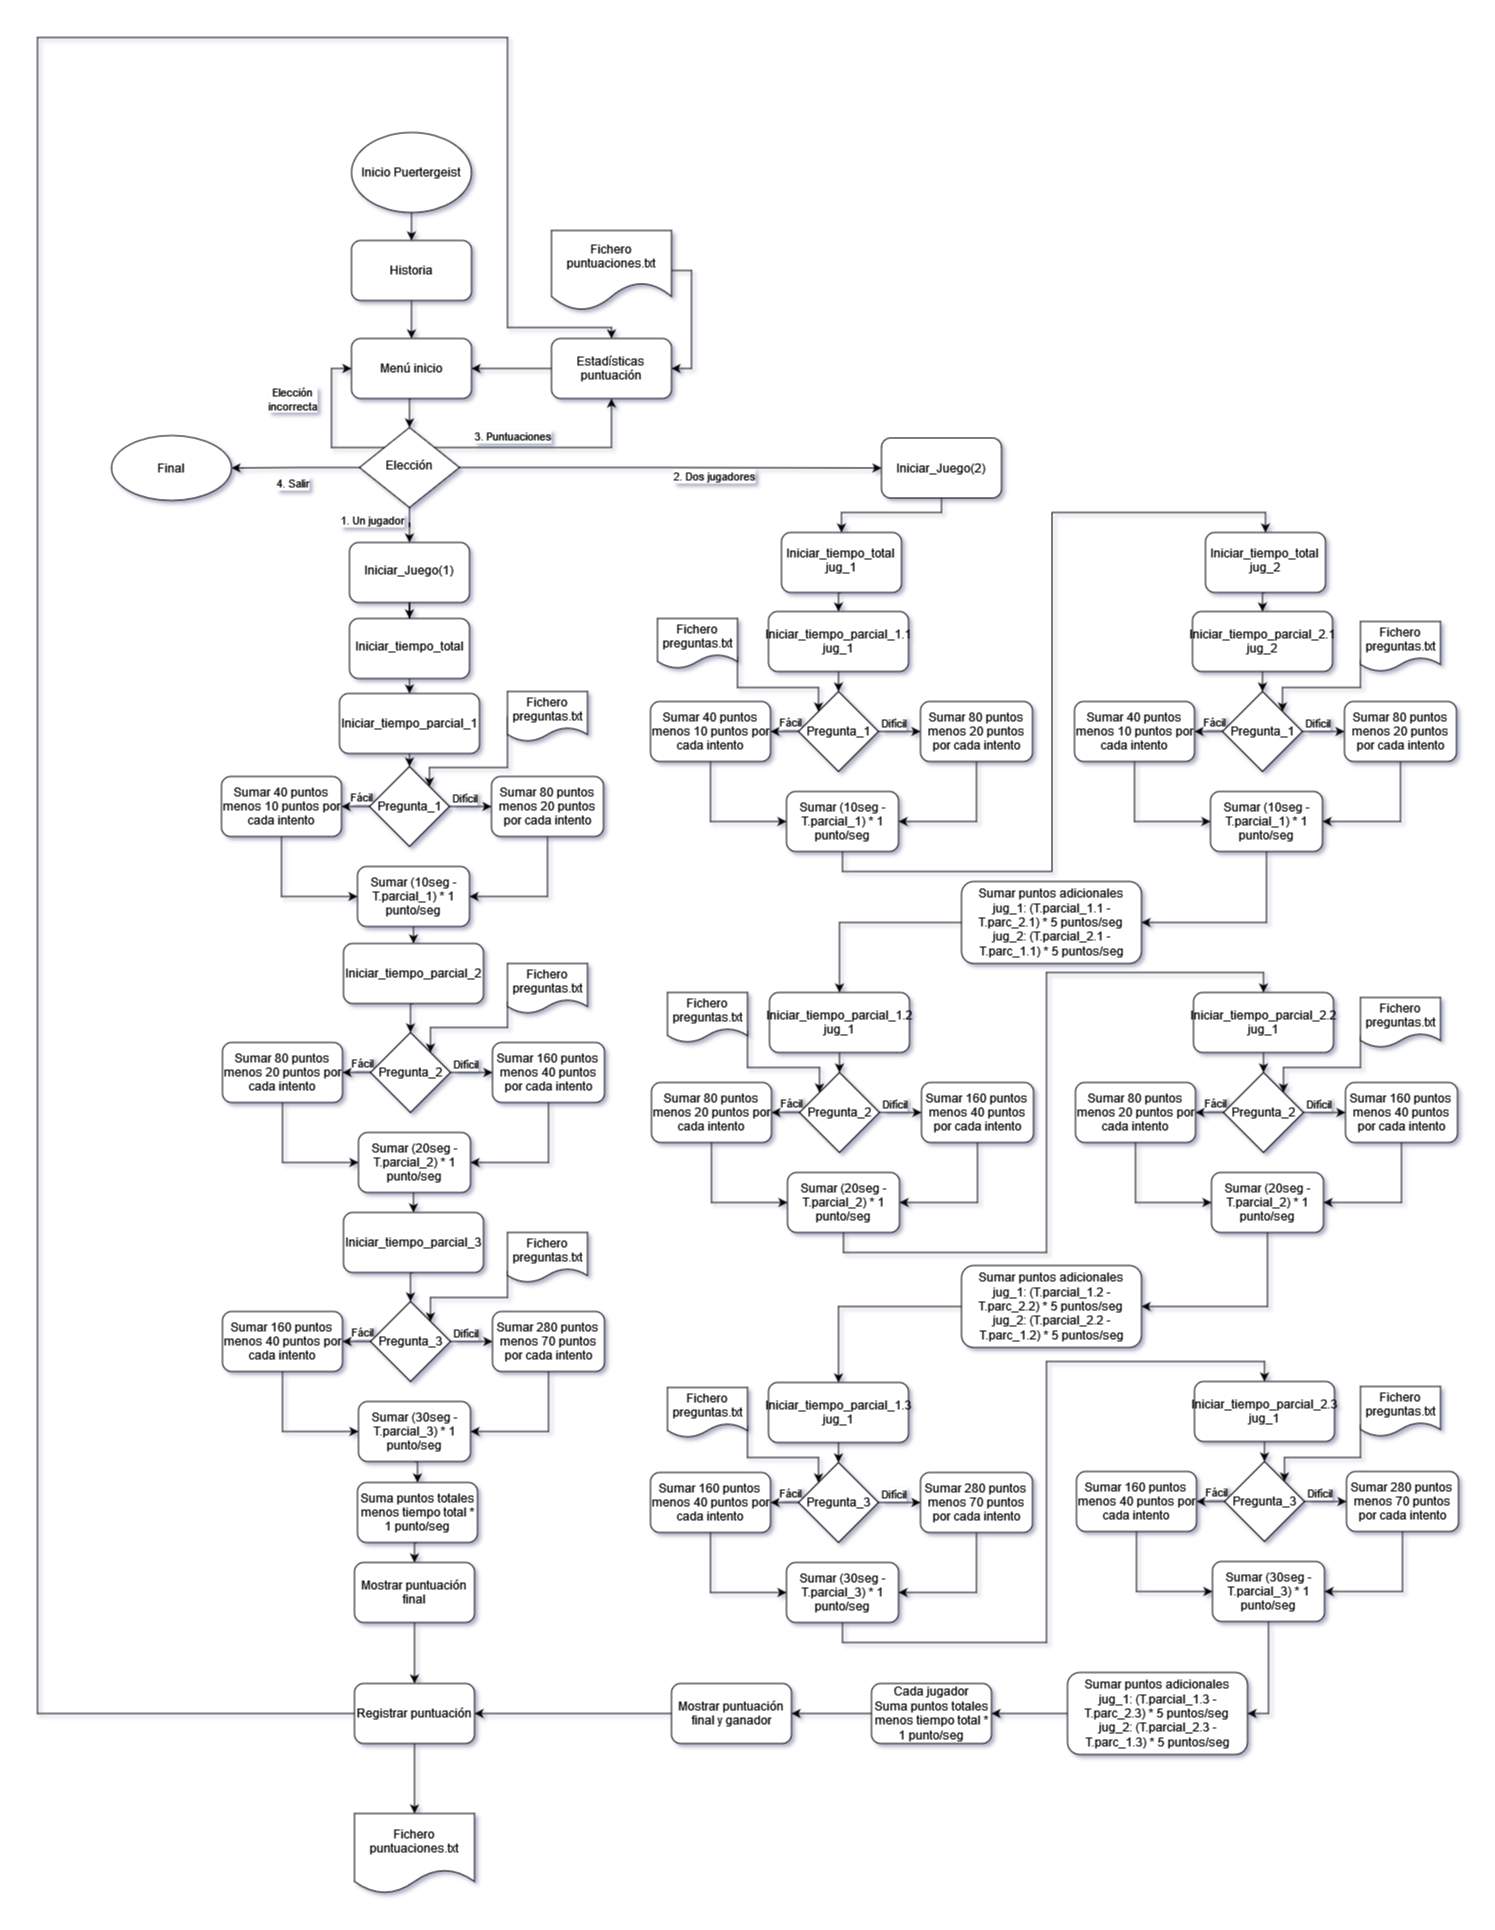 Inicio Puertergeist
Historia
Fichero
puntuaciones.txt
Menú inicio
Estadísticas
puntuación
Elección
incorrecta
3. Puntuaciones
Elección
Final
4. Salir
2. Dos jugadores
Iniciar_Juego(2)
1. Un jugador
Iniciar_Juego(1)
Iniciar_tiempo_total
Iniciar_tiempo_parcial_1
Fichero
preguntas.txt
Sumar 40 puntos
menos 10 puntos por
cada intento
Fácil
Pregunta_1
Difícil
Sumar 80 puntos
menos 20 puntos
por cada intento
Sumar (10seg -
T.parcial_1) * 1
punto/seg
Iniciar_tiempo_parcial_2
Fichero
preguntas.txt
Sumar 80 puntos
menos 20 puntos por
cada intento
Fácil
Pregunta_2
Difícil
Sumar 160 puntos
menos 40 puntos
por cada intento
Sumar (20seg -
T.parcial_2) * 1
punto/seg
Iniciar_tiempo_parcial_3
Fichero
preguntas.txt
Sumar 160 puntos
menos 40 puntos por
cada intento
Fácil
Pregunta_3
Difícil
Sumar 280 puntos
menos 70 puntos
por cada intento
Sumar (30seg -
T.parcial_3) * 1
punto/seg
Suma puntos totales
menos tiempo total *
1 punto/seg
Mostrar puntuación
final
Registrar puntuación
Fichero
puntuaciones.txt
Iniciar_tiempo_total
jug_1
Iniciar_tiempo_parcial_1.1
jug_1
Fichero
preguntas.txt
Sumar 40 puntos
menos 10 puntos por
cada intento
Fácil
Pregunta_1
Difícil
Sumar 80 puntos
menos 20 puntos
por cada intento
Sumar (10seg -
T.parcial_1) * 1
punto/seg
Iniciar_tiempo_total
jug_2
Iniciar_tiempo_parcial_2.1
jug_2
Fichero
preguntas.txt
Sumar 40 puntos
menos 10 puntos por
cada intento
Fácil
Pregunta_1
Difícil
Sumar 80 puntos
menos 20 puntos
por cada intento
Sumar (10seg -
T.parcial_1) * 1
punto/seg
Sumar puntos adicionales
jug_1: (T.parcial_1.1 -
T.parc_2.1) * 5 puntos/seg
jug_2: (T.parcial_2.1 -
T.parc_1.1) * 5 puntos/seg
Iniciar_tiempo_parcial_1.2
jug_1
Fichero
preguntas.txt
Sumar 80 puntos
menos 20 puntos por
cada intento
Fácil
Pregunta_2
Difícil
Sumar 160 puntos
menos 40 puntos
por cada intento
Sumar (20seg -
T.parcial_2) * 1
punto/seg
Iniciar_tiempo_parcial_2.2
jug_1
Fichero
preguntas.txt
Sumar 80 puntos
menos 20 puntos por
cada intento
Fácil
Pregunta_2
Difícil
Sumar 160 puntos
menos 40 puntos
por cada intento
Sumar (20seg -
T.parcial_2) * 1
punto/seg
Sumar puntos adicionales
jug_1: (T.parcial_1.2 -
T.parc_2.2) * 5 puntos/seg
jug_2: (T.parcial_2.2 -
T.parc_1.2) * 5 puntos/seg
Iniciar_tiempo_parcial_1.3
jug_1
Fichero
preguntas.txt
Sumar 160 puntos
menos 40 puntos por
cada intento
Fácil
Pregunta_3
Difícil
Sumar 280 puntos
menos 70 puntos
por cada intento
Sumar (30seg -
T.parcial_3) * 1
punto/seg
Iniciar_tiempo_parcial_2.3
jug_1
Fichero
preguntas.txt
Sumar 160 puntos
menos 40 puntos por
cada intento
Fácil
Pregunta_3
Difícil
Sumar 280 puntos
menos 70 puntos
por cada intento
Sumar (30seg -
T.parcial_3) * 1
punto/seg
Sumar puntos adicionales
jug_1: (T.parcial_1.3 -
T.parc_2.3) * 5 puntos/seg
jug_2: (T.parcial_2.3 -
T.parc_1.3) * 5 puntos/seg
Cada jugador
Suma puntos totales
menos tiempo total *
1 punto/seg
Mostrar puntuación
final y ganador